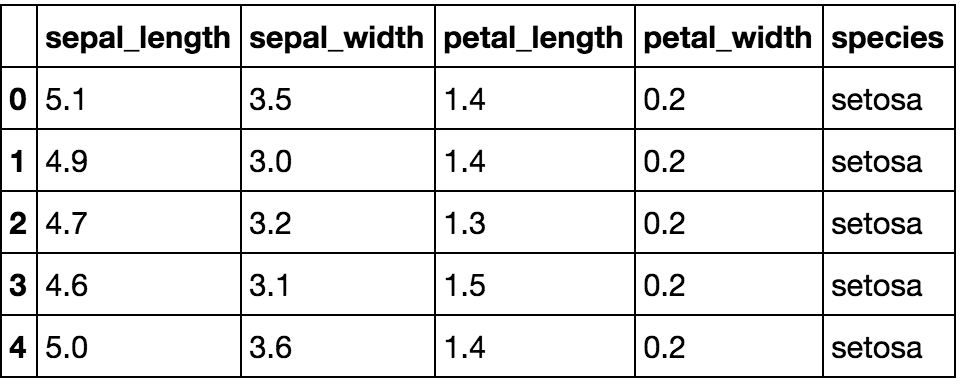 sepal_length sepal_width petal_length petal_width species
0 5.1 3.5 1.4 0.2 setosa
1 4.9 3.0 1.4 0.2 setosa
2 4.7 3.2 1.3 0.2 setosa
3 4.6 3.1 1.5 0.2 setosa
4 5.0 3.6 1.4 0.2 setosa